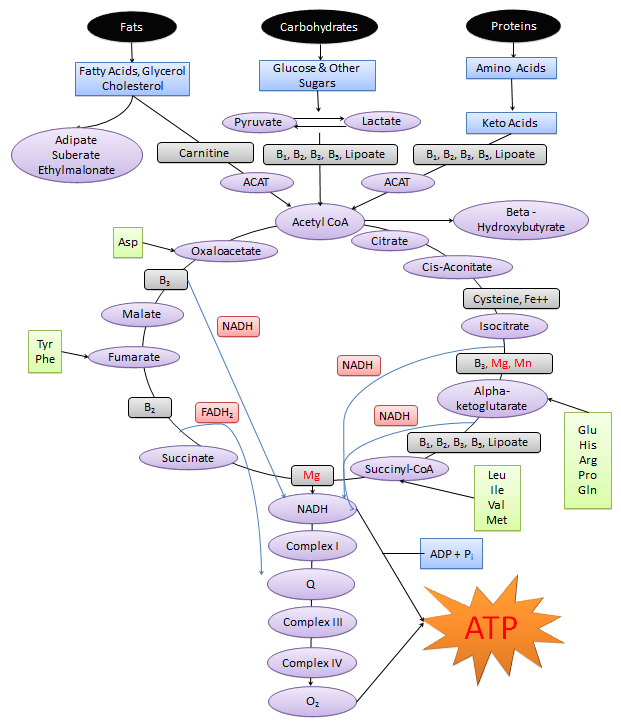 Fats
Carbohydrates
Proteins
Fatty Acids, Glycerol
Cholesterol
Glucose & Other
Sugars
Amino Acids
Pyruvate
Lactate
Keto Acids
Adipate
Suberate
Ethylmalonate
Carnitine
B₁, B₂, B₃, B₅, Lipoate
B₁, B₂, B₃, B₅, Lipoate
ACAT
ACAT
Acetyl CoA
Beta -
Hydroxybutyrate
Asp
Oxaloacetate
Citrate
Cis-Aconitate
B₃
Cysteine, Fe++
Malate
NADH
Isocitrate
Tyr
Phe
Fumarate
NADH
B₃, Mg, Mn
Alpha-
ketoglutarate
B₂
FADH₂
NADH
Glu
His
Arg
Pro
Gln
B₁, B₂, B₃, B₅, Lipoate
Succinate
Mg
Succinyl-CoA
Leu
Ile
Val
Met
NADH
Complex I
ADP + Pᵢ
Q
Complex III
ATP
Complex IV
O₂